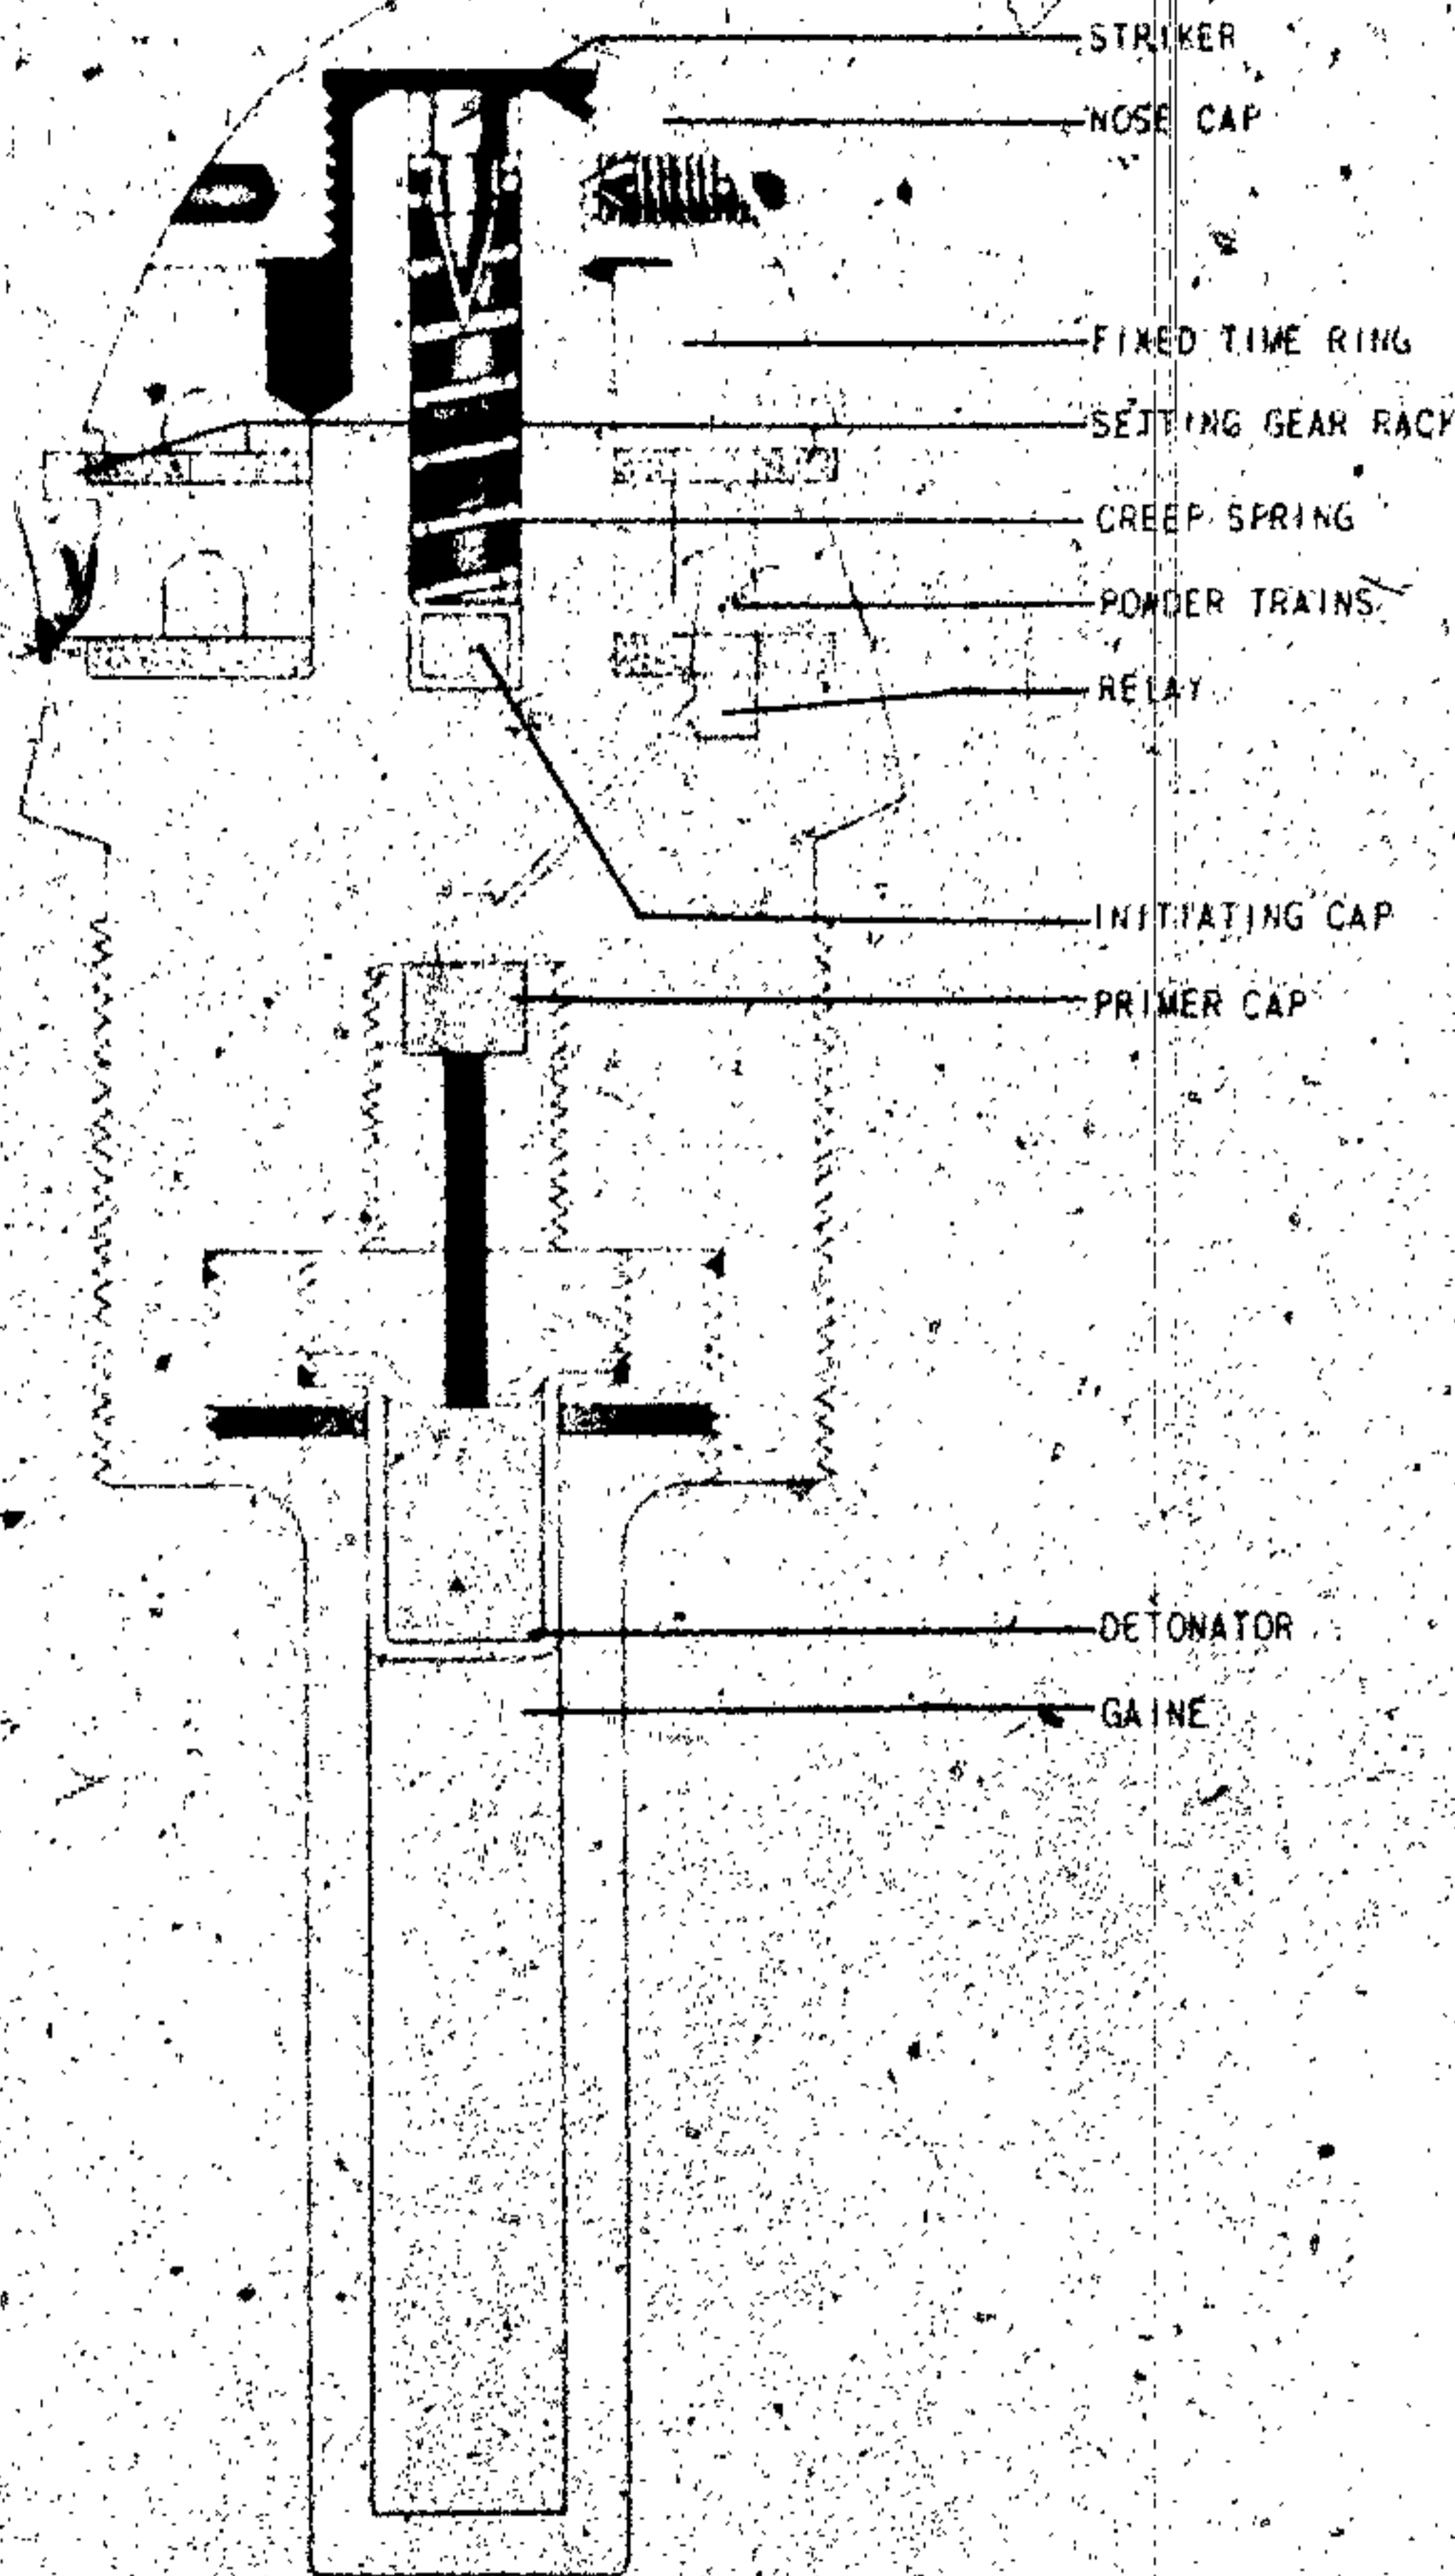 STRIKER
NOSE CAP
FIXED TIME RING
SETTING GEAR RACK
CREEP SPRING
POWDER TRAINS
RELAY
INITIATING CAP
PRIMER CAP
DETONATOR
GAINE